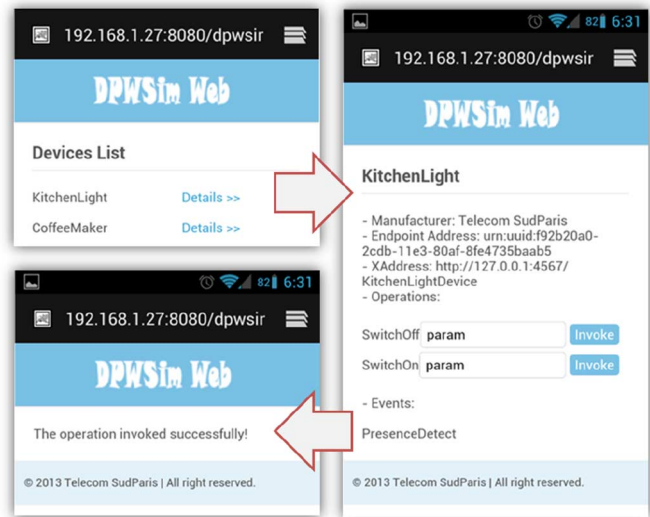 192.168.1.27:8080/dpwsir
DPWSim Web
Devices List
KitchenLight Details >>
CoffeeMaker Details >>
82 6:31
192.168.1.27:8080/dpwsir
DPWSim Web
KitchenLight
- Manufacturer: Telecom SudParis
- Endpoint Address: urn:uuid:f92b20a0-
2cdb-11e3-80af-8fe4735baab5
- XAddress: http://127.0.0.1:4567/
KitchenLightDevice
- Operations:
SwitchOff param Invoke
SwitchOn param Invoke
- Events:
PresenceDetect
© 2013 Telecom SudParis | All right reserved.
82 6:31
192.168.1.27:8080/dpwsir
DPWSim Web
The operation invoked successfully!
© 2013 Telecom SudParis | All right reserved.